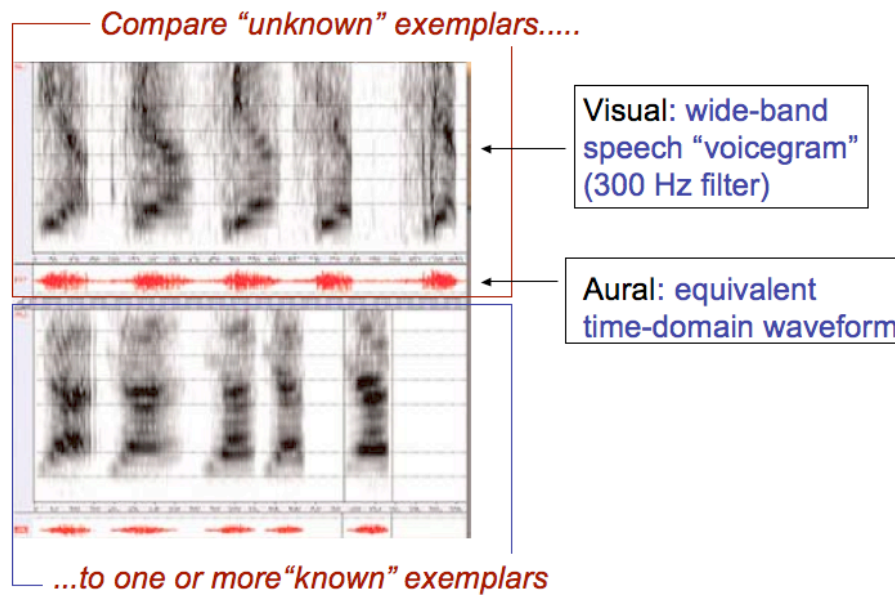 Compare “unknown” exemplars.....
Visual: wide-band
speech “voicegram”
(300 Hz filter)
Aural: equivalent
time-domain waveform
...to one or more“known” exemplars